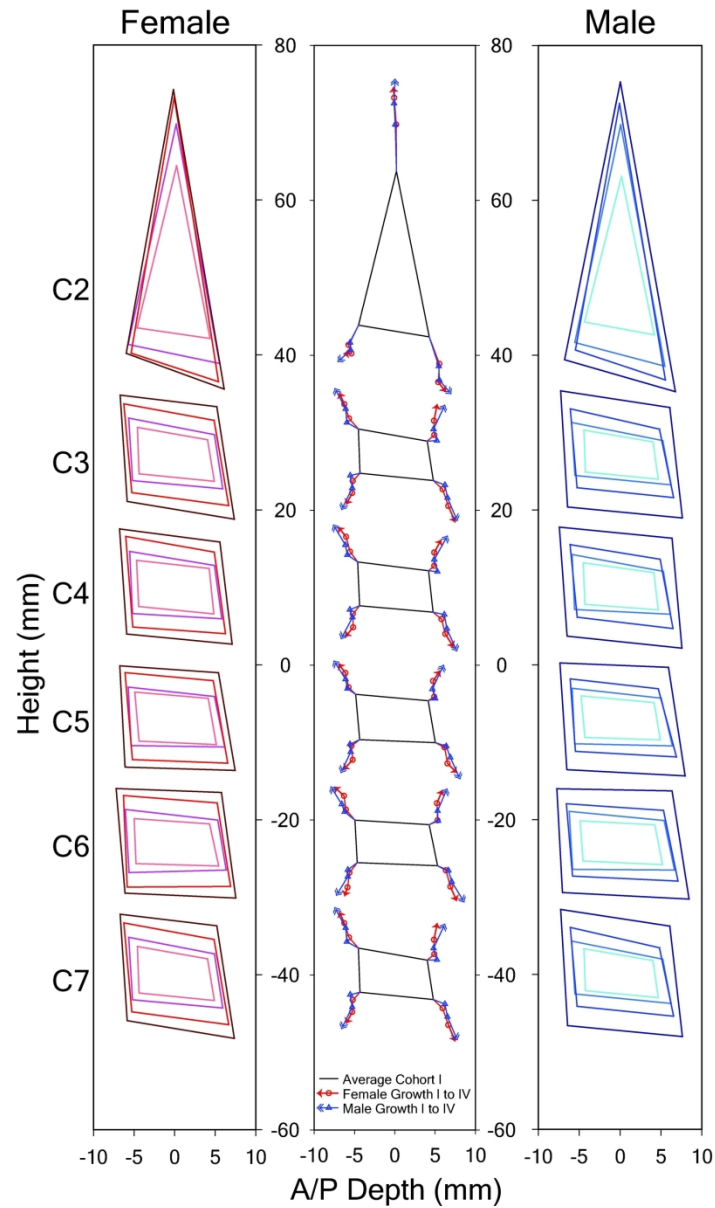 Female
Male
80
60
C2
40
C3
20
C4
Height (mm)
0
C5
-20
C6
C7
-40
Average Cohort I
Female Growth I to IV
Male Growth I to IV
-60
-10 -5 0 5 10 -10 -5 0 5 10 -10 -5 0 5 10
A/P Depth (mm)
80
60
40
20
0
-20
-40
-60